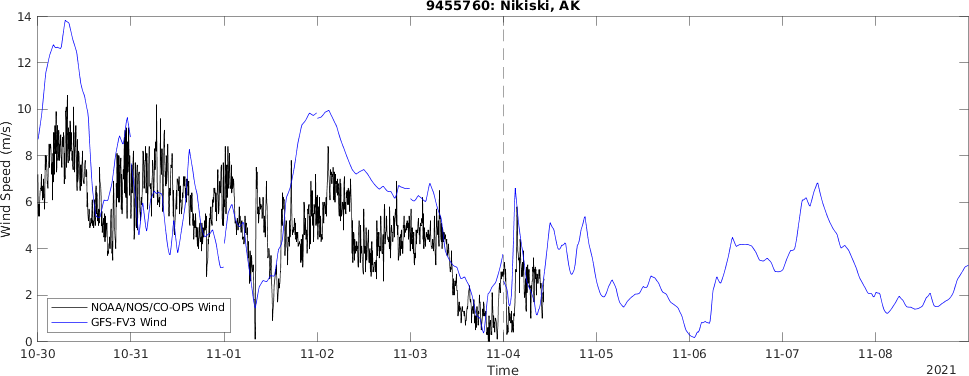 9455760: Nikiski, AK
14
12
10
8
6
4
2
0
Wind Speed (m/s)
NOAA/NOS/CO-OPS Wind
GFS-FV3 Wind
10-30 10-31 11-01 11-02 11-03 11-04 11-05 11-06 11-07 11-08
Time
2021